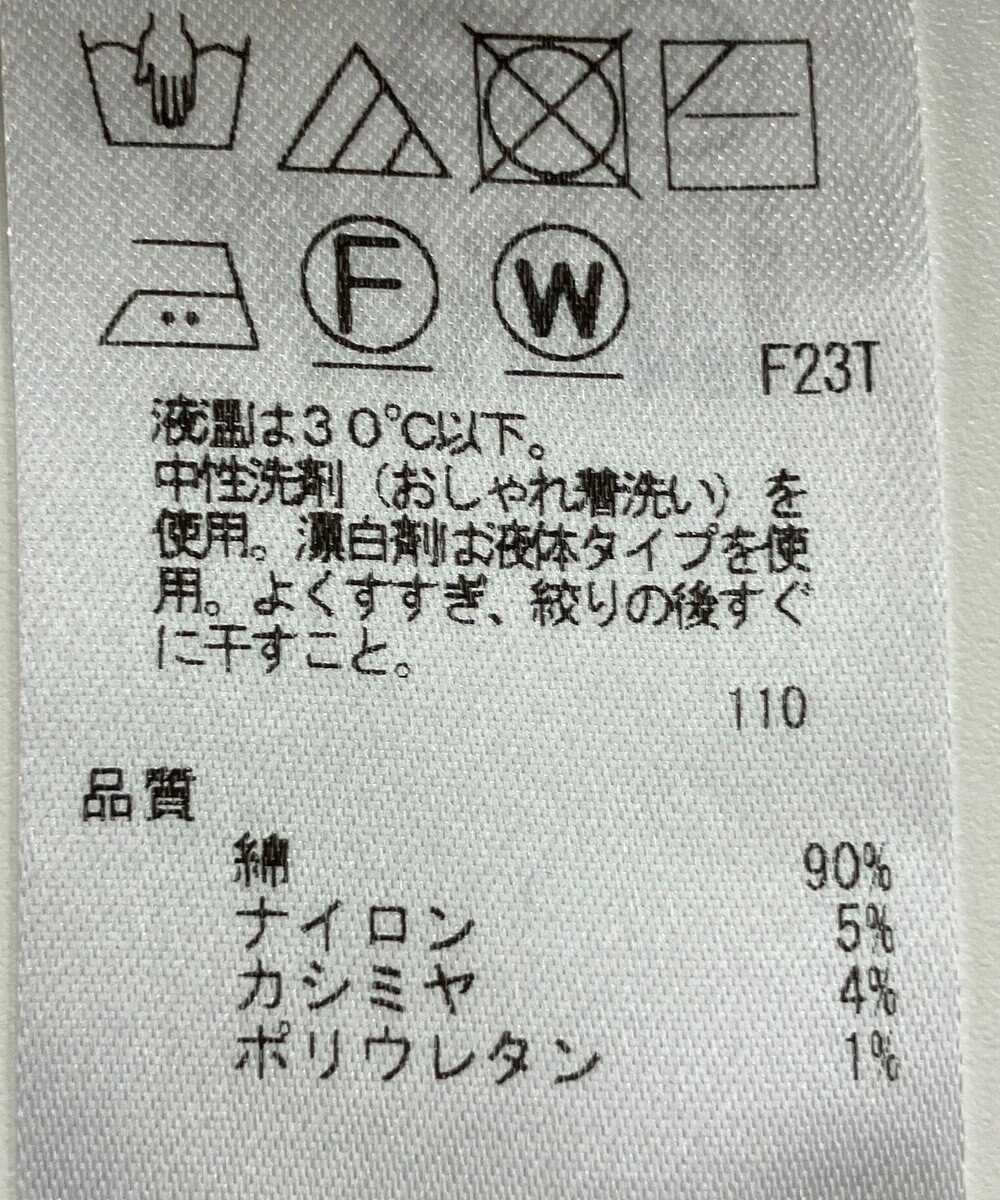 F
W
F23T
液温は30℃以下。
中性洗剤（おしゃれ着洗い）を
使用。漂白剤は液体タイプを使
用。よくすすぎ、絞りの後すぐ
に干すこと。
110
品質
綿 90%
ナイロン 5%
カシミヤ 4%
ポリウレタン 1%